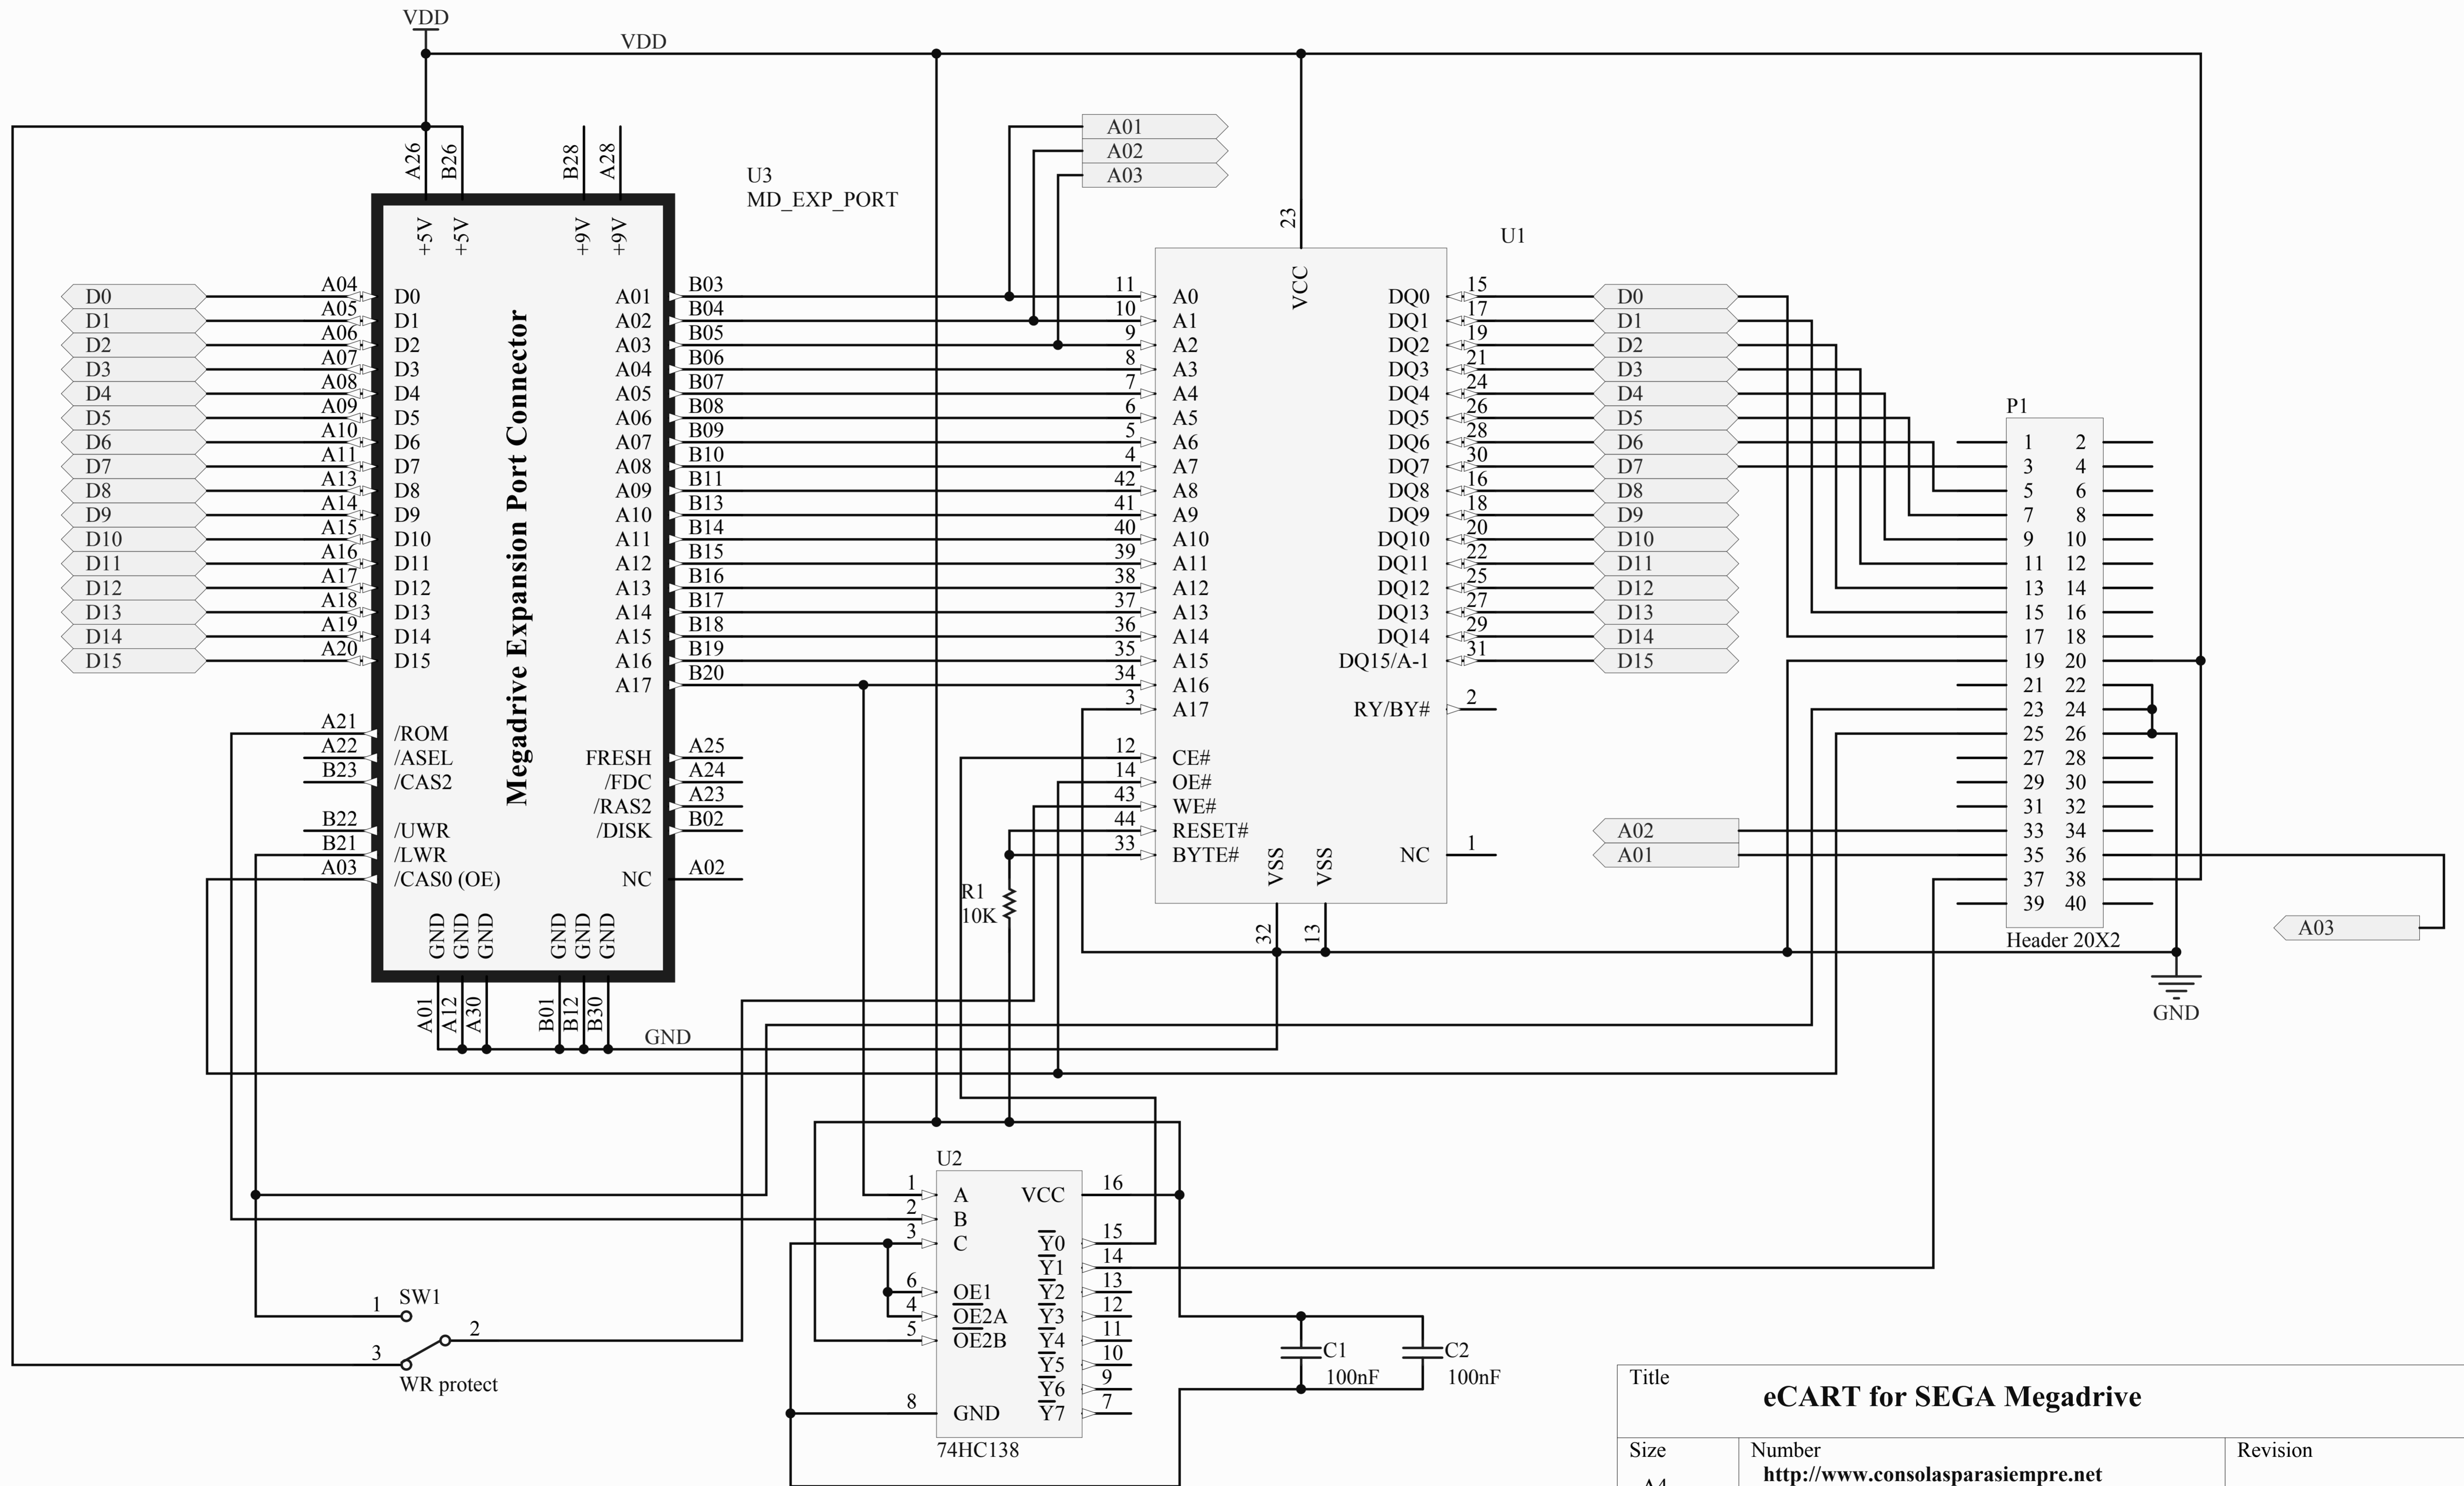 VDD
VDD
A26
B26
B28
A28
U3
MD_EXP_PORT
+5V
+5V
+9V
+9V
Megadrive Expansion Port Connector
D0 A04 D0
D1 A05 D1
D2 A06 D2
D3 A07 D3
D4 A08 D4
D5 A09 D5
D6 A10 D6
D7 A11 D7
D8 A13 D8
D9 A14 D9
D10 A15 D10
D11 A16 D11
D12 A17 D12
D13 A18 D13
D14 A19 D14
D15 A20 D15
A21 /ROM
A22 /ASEL
B23 /CAS2
B22 /UWR
B21 /LWR
A03 /CAS0 (OE)
A01 B03
A02 B04
A03 B05
A04 B06
A05 B07
A06 B08
A07 B09
A08 B10
A09 B11
A10 B13
A11 B14
A12 B15
A13 B16
A14 B17
A15 B18
A16 B19
A17 B20
FRESH A25
/FDC A24
/RAS2 A23
/DISK B02
NC A02
GND
GND
GND
GND
GND
GND
A01
A12
A30
B01
B12
B30
GND
A01
A02
A03
U1
23
VCC
11 A0
10 A1
9 A2
8 A3
7 A4
6 A5
5 A6
4 A7
42 A8
41 A9
40 A10
39 A11
38 A12
37 A13
36 A14
35 A15
34 A16
3 A17
12 CE#
14 OE#
43 WE#
44 RESET#
33 BYTE#
DQ0 15 D0
DQ1 17 D1
DQ2 19 D2
DQ3 21 D3
DQ4 24 D4
DQ5 26 D5
DQ6 28 D6
DQ7 30 D7
DQ8 16 D8
DQ9 18 D9
DQ10 20 D10
DQ11 22 D11
DQ12 25 D12
DQ13 27 D13
DQ14 29 D14
DQ15/A-1 31 D15
RY/BY# 2
NC 1
VSS
VSS
32
13
R1
10K
P1
1 2
3 4
5 6
7 8
9 10
11 12
13 14
15 16
17 18
19 20
21 22
23 24
25 26
27 28
29 30
31 32
33 34
35 36
37 38
39 40
Header 20X2
A02
A01
A03
GND
U2
1 A
2 B
3 C
6 OE1
4 OE2A
5 OE2B
8 GND
VCC 16
Y0 15
Y1 14
Y2 13
Y3 12
Y4 11
Y5 10
Y6 9
Y7 7
74HC138
1 SW1
2
3
WR protect
C1
100nF
C2
100nF
Title
eCART for SEGA Megadrive
Size
Number
Revision
http://www.consolasparasiempre.net
A4